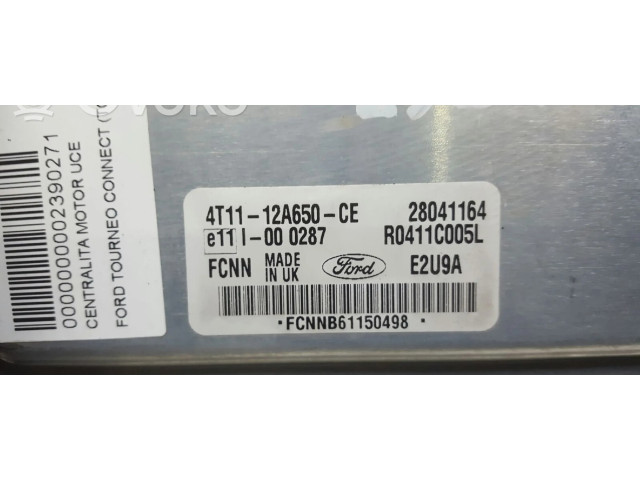 4T11-12A650-CE 28041164
e11 I-00 0287 R0411C005L
FCNN MADE IN UK Ford E2U9A
·FCNNB61150498·
0000000002390271
CENTRALITA MOTOR UCE
FORD TOURNEO CONNECT